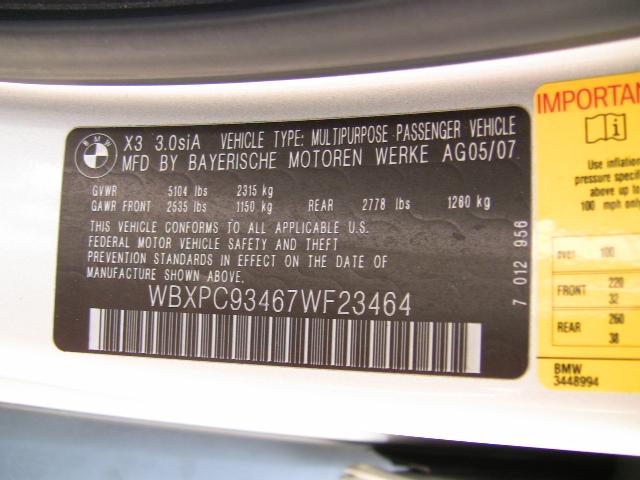 BMW
X3 3.0siA VEHICLE TYPE: MULTIPURPOSE PASSENGER VEHICLE
MFD BY BAYERISCHE MOTOREN WERKE AG05/07
GVWR 5104 lbs 2315 kg
GAWR FRONT 2535 lbs 1150 kg REAR 2778 lbs 1260 kg
THIS VEHICLE CONFORMS TO ALL APPLICABLE U.S.
FEDERAL MOTOR VEHICLE SAFETY AND THEFT
PREVENTION STANDARDS IN EFFECT ON THE DATE
OF MANUFACTURE SHOWN ABOVE
WBXPC93467WF23464
7 012 956
IMPORTAN
Use inflation
pressure specif
above up to
100 mph only
over 100
FRONT 220
32
REAR 260
38
BMW
3448994